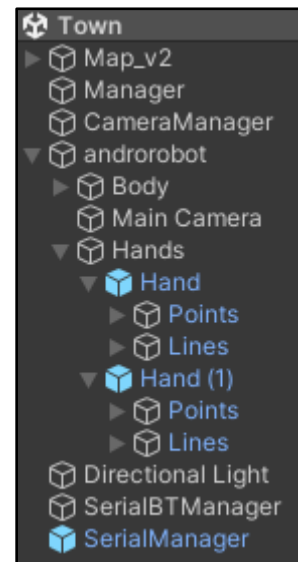 Town
Map_v2
Manager
CameraManager
androrobot
Body
Main Camera
Hands
Hand
Points
Lines
Hand (1)
Points
Lines
Directional Light
SerialBTManager
SerialManager